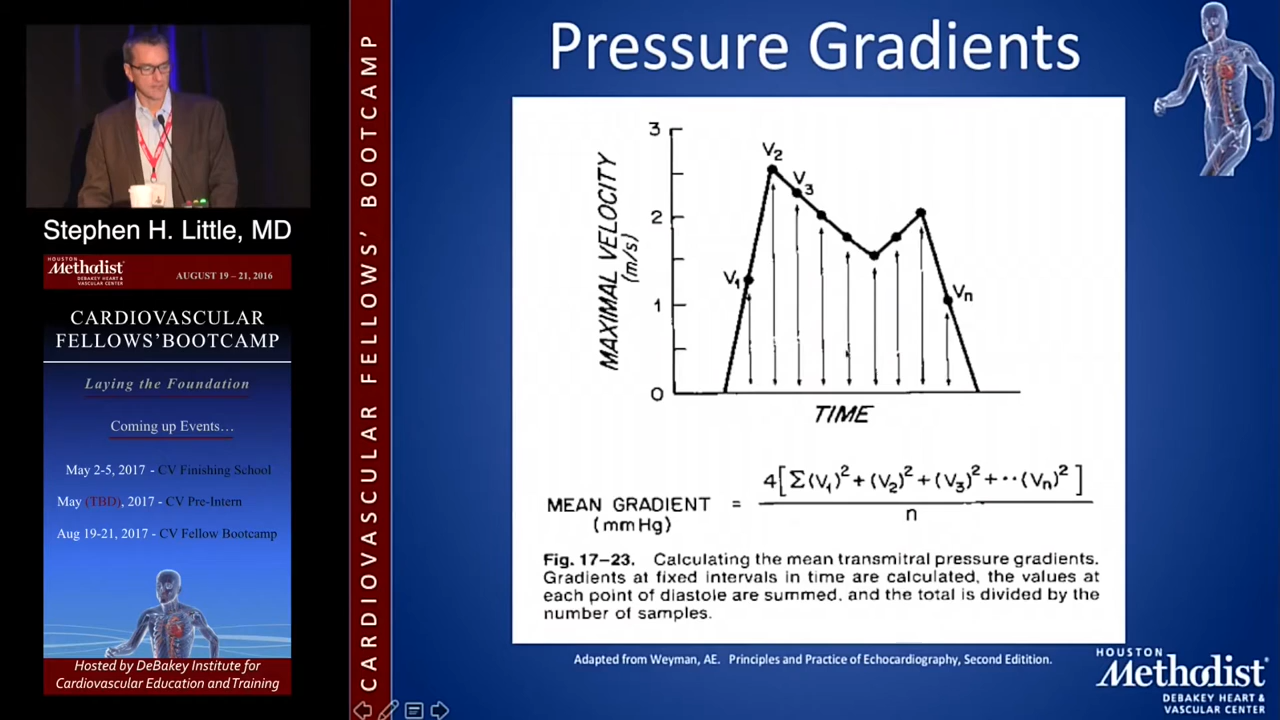 Stephen H. Little, MD
HOUSTON
Methodist
DEBAKEY HEART &
VASCULAR CENTER
AUGUST 19 – 21, 2016
CARDIOVASCULAR
FELLOWS'BOOTCAMP
Laying the Foundation
Coming up Events…
May 2-5, 2017 - CV Finishing School
May (TBD), 2017 - CV Pre-Intern
Aug 19-21, 2017 - CV Fellow Bootcamp
Hosted by DeBakey Institute for
Cardiovascular Education and Training
CARDIOVASCULAR FELLOWS' BOOTCAMP
Pressure Gradients
MAXIMAL VELOCITY
(m/s)
3
2
1
0
V1
V2
V3
Vn
TIME
MEAN GRADIENT = 4[Σ(V1)²+(V2)²+(V3)²+··(Vn)²]
(mmHg)
n
Fig. 17–23. Calculating the mean transmitral pressure gradients.
Gradients at fixed intervals in time are calculated, the values at
each point of diastole are summed, and the total is divided by the
number of samples.
Adapted from Weyman, AE. Principles and Practice of Echocardiography, Second Editition.
HOUSTON
Methodist
DEBAKEY HEART &
VASCULAR CENTER